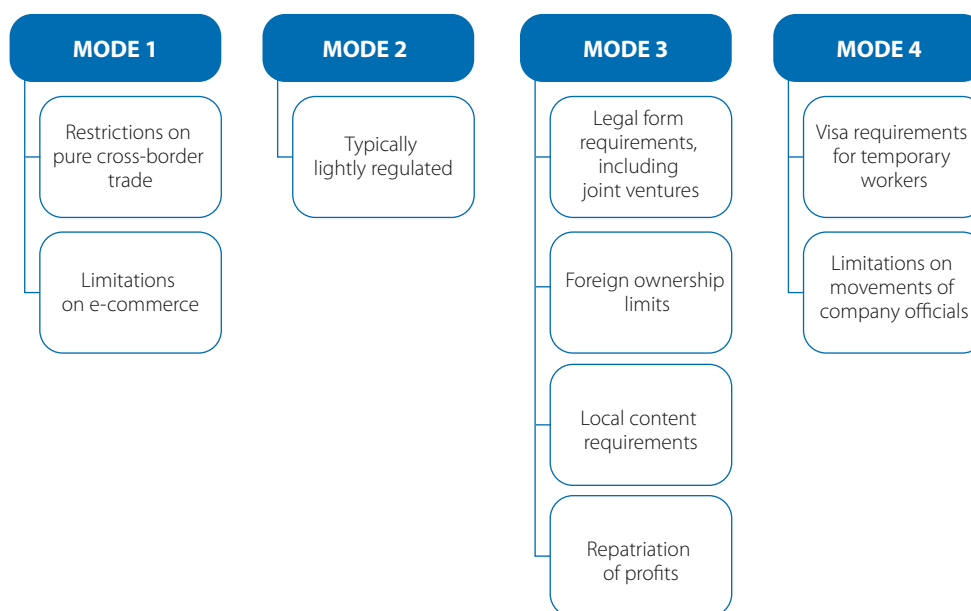 MODE 1
Restrictions on
pure cross-border
trade
Limitations
on e-commerce
MODE 2
Typically
lightly regulated
MODE 3
Legal form
requirements,
including
joint ventures
Foreign ownership
limits
Local content
requirements
Repatriation
of profits
MODE 4
Visa requirements
for temporary
workers
Limitations on
movements of
company officials